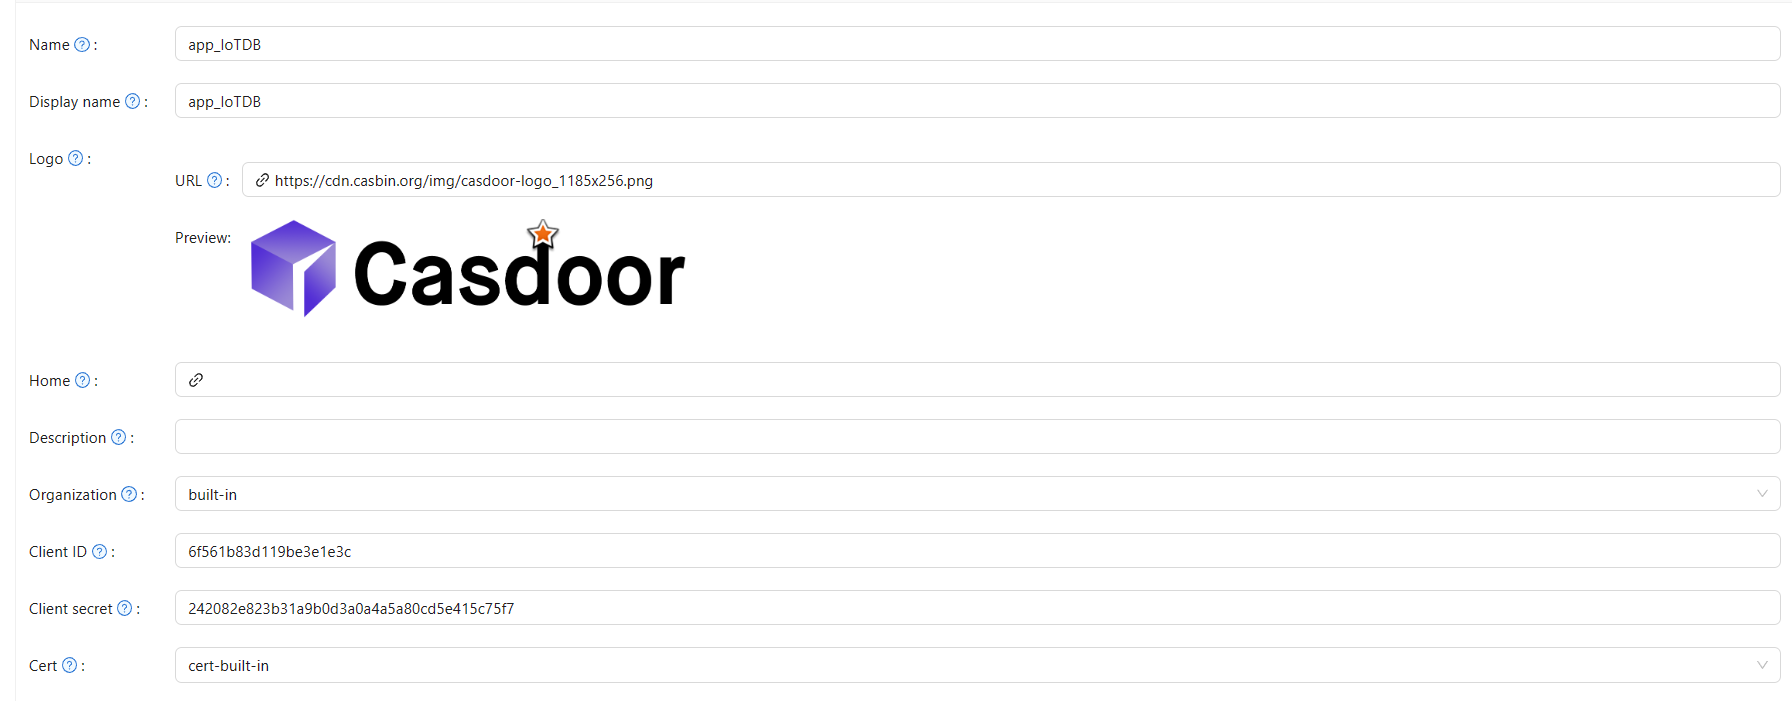 Name ? :
app_IoTDB
Display name ? :
app_IoTDB
Logo ? :
URL ? :
https://cdn.casbin.org/img/casdoor-logo_1185x256.png
Preview:
Casdoor
Home ? :
Description ? :
Organization ? :
built-in
Client ID ? :
6f561b83d119be3e1e3c
Client secret ? :
242082e823b31a9b0d3a0a4a5a80cd5e415c75f7
Cert ? :
cert-built-in